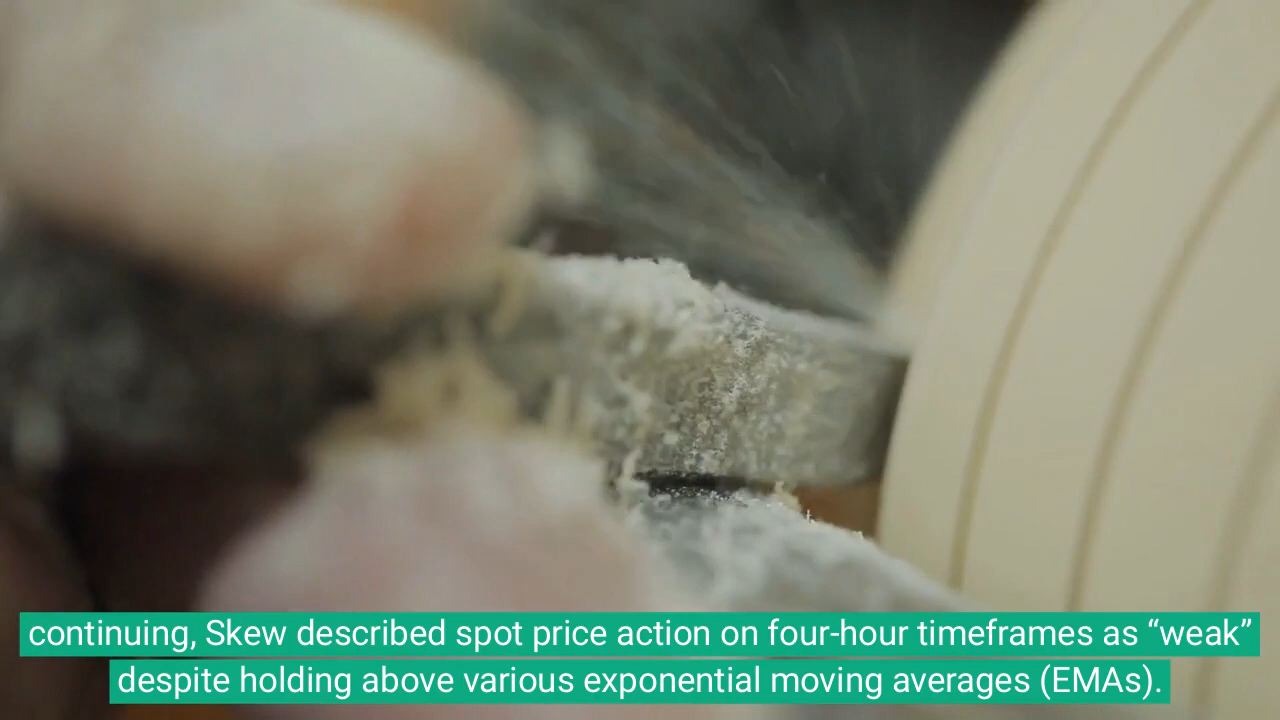 continuing, Skew described spot price action on four-hour timeframes as “weak”
despite holding above various exponential moving averages (EMAs).